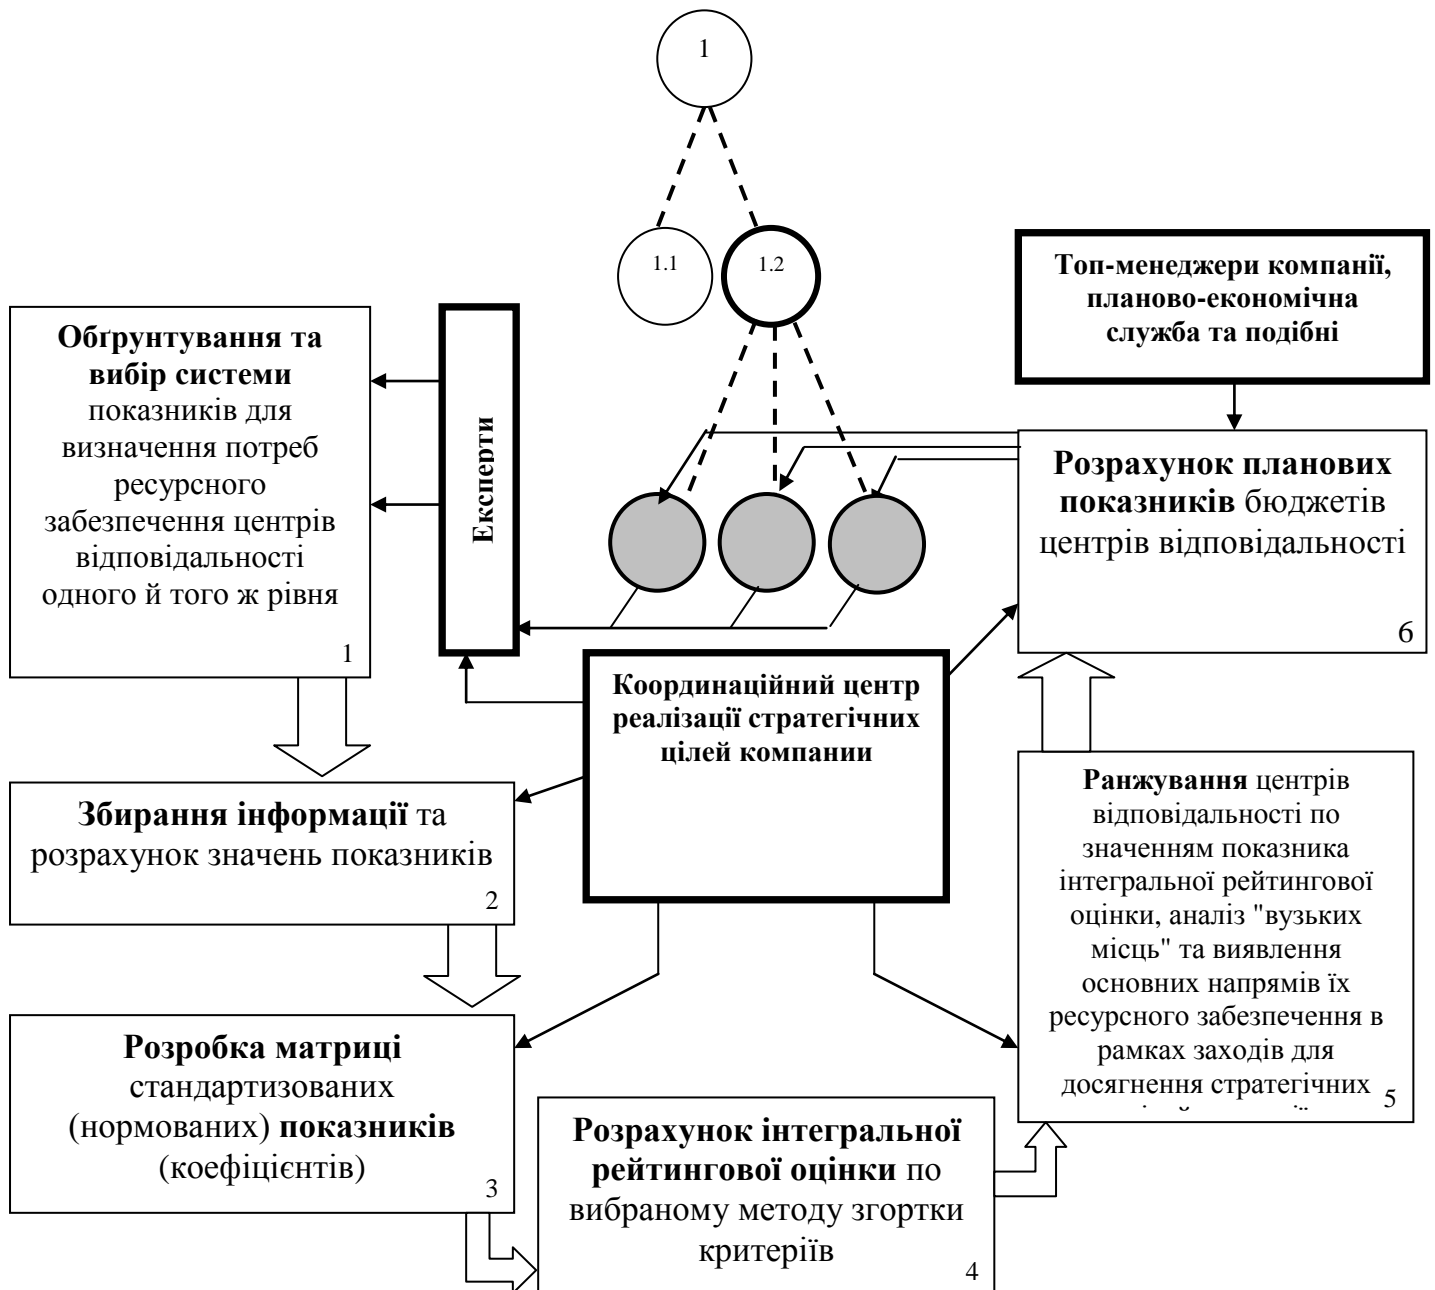 1
1.1
1.2
Топ-менеджери компанії,
планово-економічна
служба та подібні
Обґрунтування та
вибір системи
показників для
визначення потреб
ресурсного
забезпечення центрів
відповідальності
одного й того ж рівня
1
Експерти
Розрахунок планових
показників бюджетів
центрів відповідальності
6
Координаційний центр
реалізації стратегічних
цілей компании
Збирання інформації та
розрахунок значень показників
2
Ранжування центрів
відповідальності по
значенням показника
інтегральної рейтингової
оцінки, аналіз "вузьких
місць" та виявлення
основних напрямів їх
ресурсного забезпечення в
рамках заходів для
досягнення стратегічних
5
Розробка матриці
стандартизованих
(нормованих) показників
(коефіцієнтів)
3
Розрахунок інтегральної
рейтингової оцінки по
вибраному методу згортки
критеріїв
4